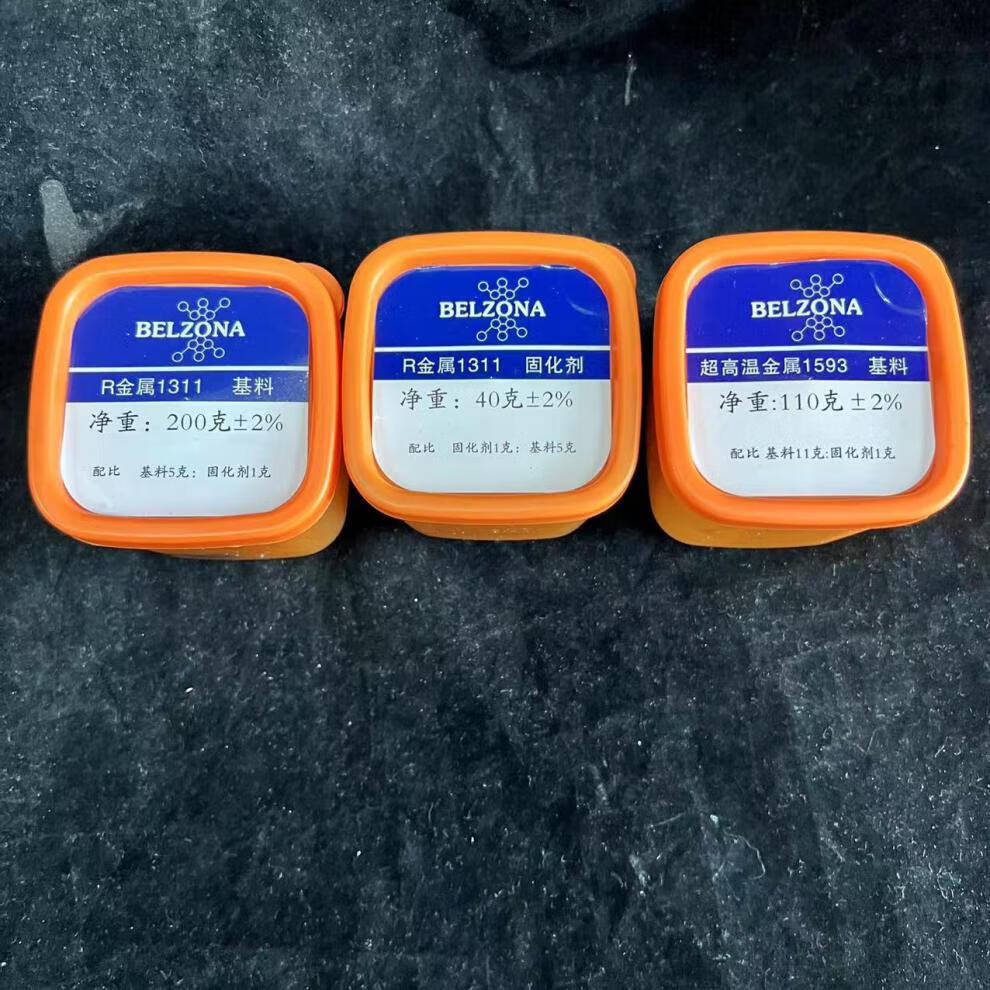 BELZONA
R金属1311 基料
净重：200克±2%
配比 基料5克：固化剂1克
BELZONA
R金属1311 固化剂
净重：40克±2%
配比 固化剂1克：基料5克
BELZONA
超高温金属1593 基料
净重:110克±2%
配比 基料11克:固化剂1克